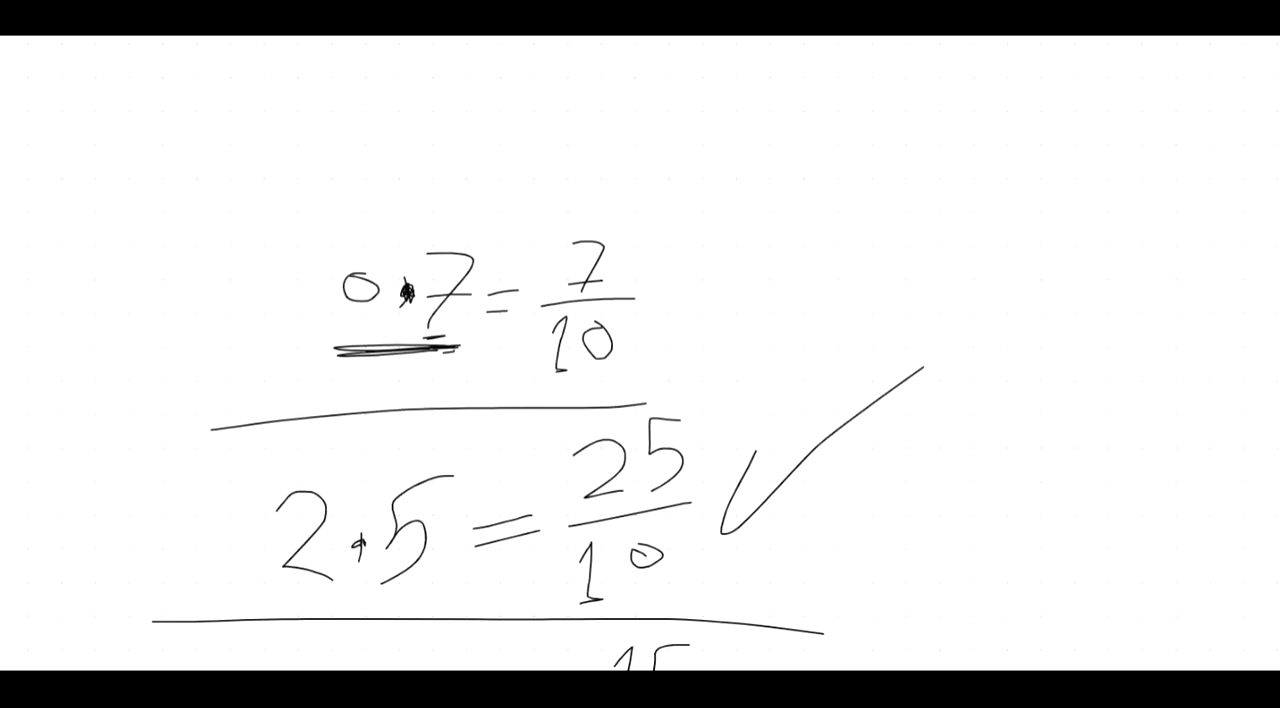 0.7 = 7/10
2.5 = 25/10